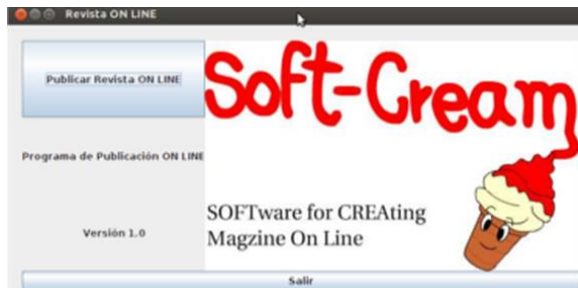 Revista ON LINE
Publicar Revista ON LINE
Soft-Cream
Programa de Publicación ON LINE
SOFTware for CREAting
Magzine On Line
Versión 1.0
Salir